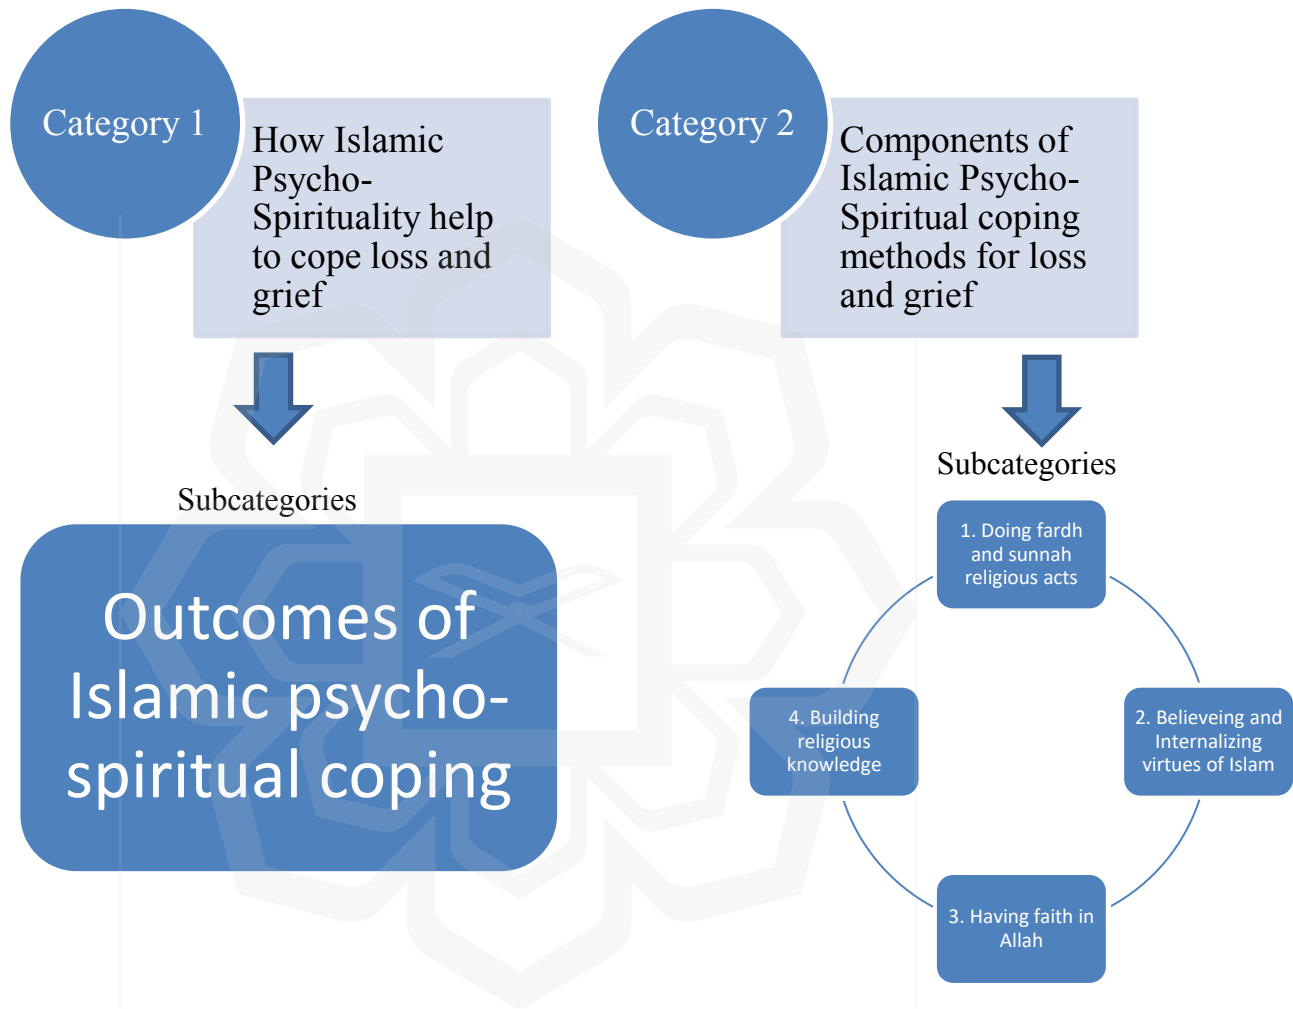 Category 1
How Islamic
Psycho-
Spirituality help
to cope loss and
grief
Subcategories
Outcomes of
Islamic psycho-
spiritual coping
Category 2
Components of
Islamic Psycho-
Spiritual coping
methods for loss
and grief
Subcategories
1. Doing fardh
and sunnah
religious acts
2. Believeing and
Internalizing
virtues of Islam
3. Having faith in
Allah
4. Building
religious
knowledge